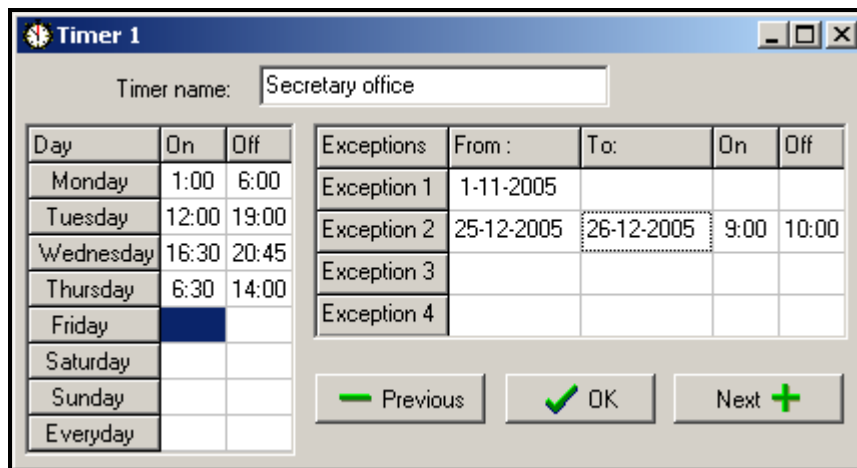 Timer 1
Timer name: Secretary office
Day On Off
Monday 1:00 6:00
Tuesday 12:00 19:00
Wednesday 16:30 20:45
Thursday 6:30 14:00
Friday
Saturday
Sunday
Everyday
Exceptions From : To: On Off
Exception 1 1-11-2005
Exception 2 25-12-2005 26-12-2005 9:00 10:00
Exception 3
Exception 4
Previous OK Next